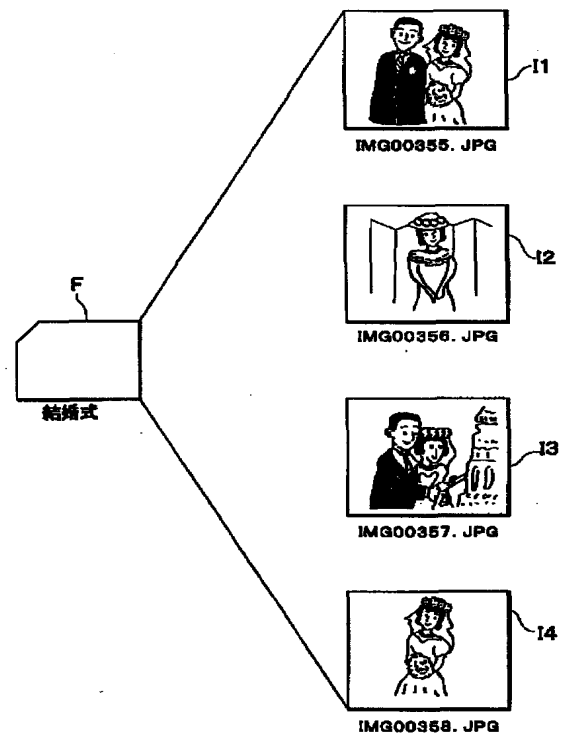 I1
IMG00355. JPG
I2
IMG00356. JPG
F
結婚式
I3
IMG00357. JPG
I4
IMG00358. JPG